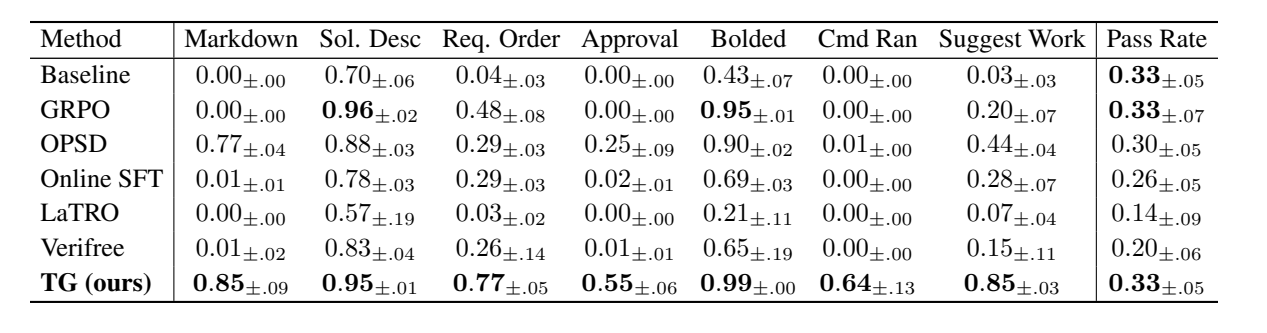 Method Markdown Sol. Desc Req. Order Approval Bolded Cmd Ran Suggest Work Pass Rate
Baseline 0.00±.00 0.70±.06 0.04±.03 0.00±.00 0.43±.07 0.00±.00 0.03±.03 0.33±.05
GRPO 0.00±.00 0.96±.02 0.48±.08 0.00±.00 0.95±.01 0.00±.00 0.20±.07 0.33±.07
OPSD 0.77±.04 0.88±.03 0.29±.03 0.25±.09 0.90±.02 0.01±.00 0.44±.04 0.30±.05
Online SFT 0.01±.01 0.78±.03 0.29±.03 0.02±.01 0.69±.03 0.00±.00 0.28±.07 0.26±.05
LaTRO 0.00±.00 0.57±.19 0.03±.02 0.00±.00 0.21±.11 0.00±.00 0.07±.04 0.14±.09
Verifree 0.01±.02 0.83±.04 0.26±.14 0.01±.01 0.65±.19 0.00±.00 0.15±.11 0.20±.06
TG (ours) 0.85±.09 0.95±.01 0.77±.05 0.55±.06 0.99±.00 0.64±.13 0.85±.03 0.33±.05